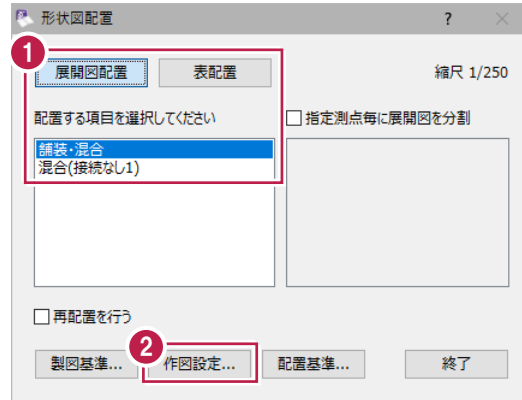 形状図配置
?
1
展開図配置 表配置 縮尺 1/250
配置する項目を選択してください □指定測点毎に展開図を分割
舗装・混合
混合(接続なし1)
□再配置を行う
2
製図基準... 作図設定... 配置基準... 終了